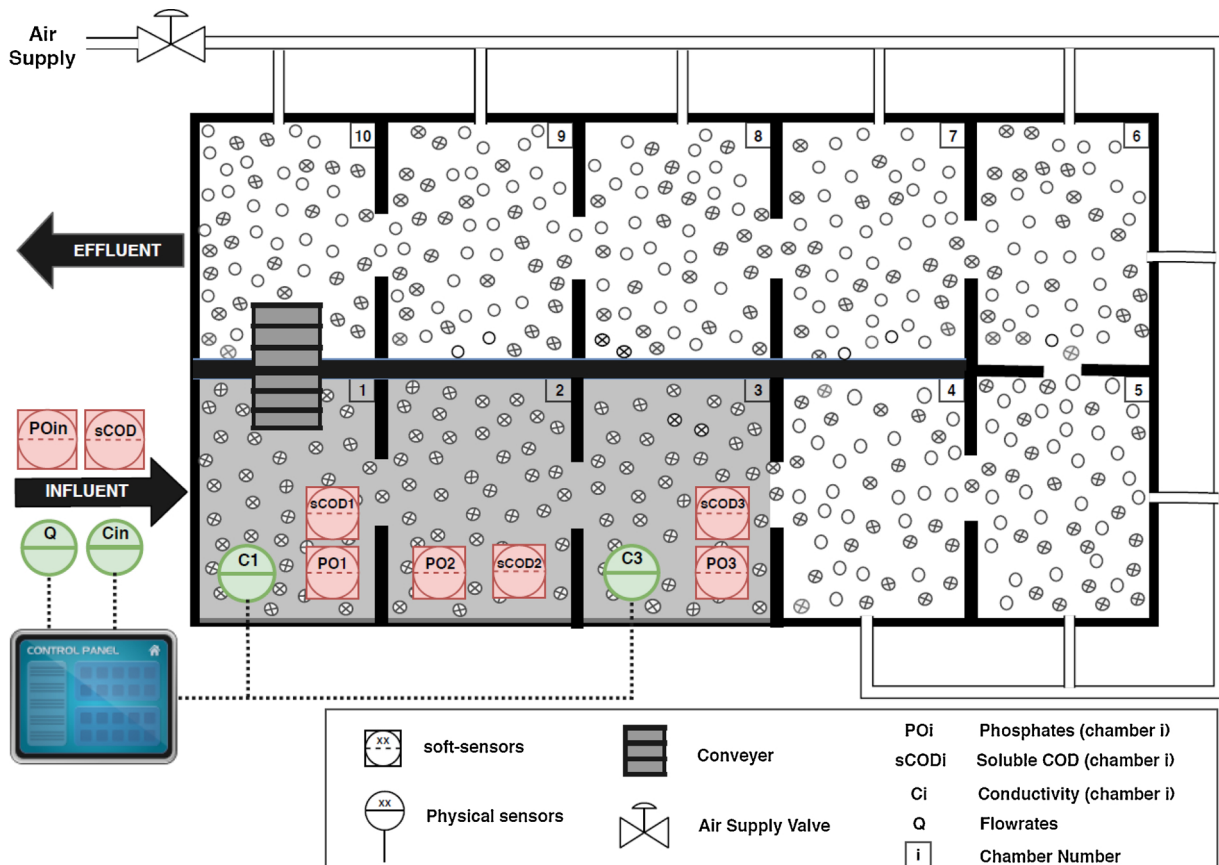 Air
Supply
10
9
8
7
6
EFFLUENT
1
2
3
4
5
POin
sCOD
INFLUENT
sCOD1
sCOD3
Q
Cin
C1
PO1
PO2
sCOD2
C3
PO3
CONTROL PANEL
xx
soft-sensors
Conveyer
POi Phosphates (chamber i)
sCODi Soluble COD (chamber i)
xx
Physical sensors
Air Supply Valve
Ci Conductivity (chamber i)
Q Flowrates
i Chamber Number